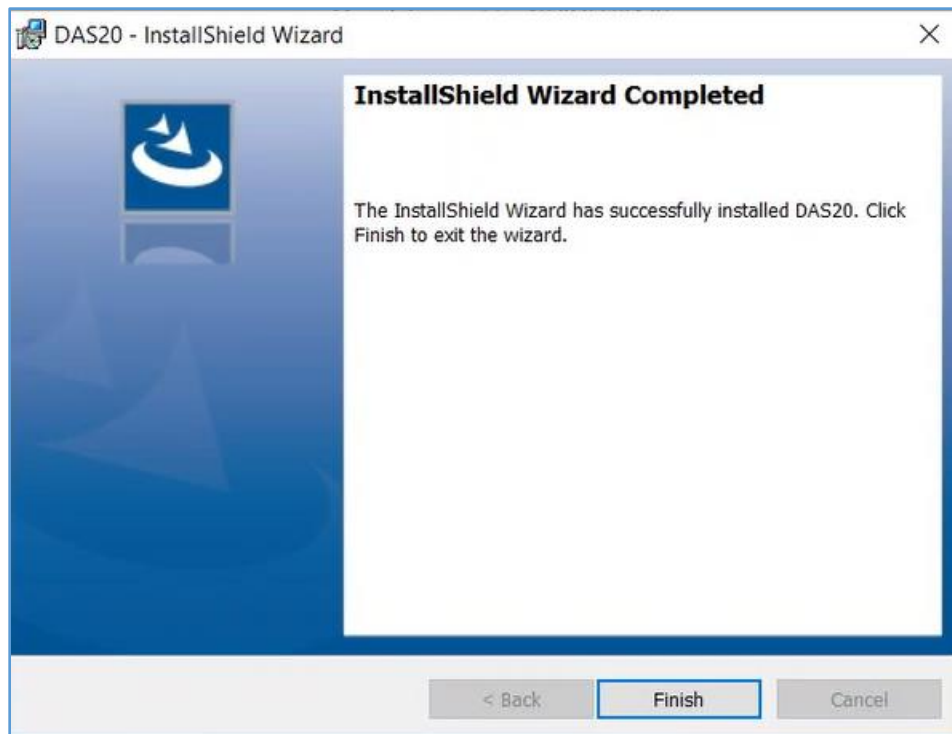 DAS20 - InstallShield Wizard
InstallShield Wizard Completed
The InstallShield Wizard has successfully installed DAS20. Click
Finish to exit the wizard.
< Back
Finish
Cancel